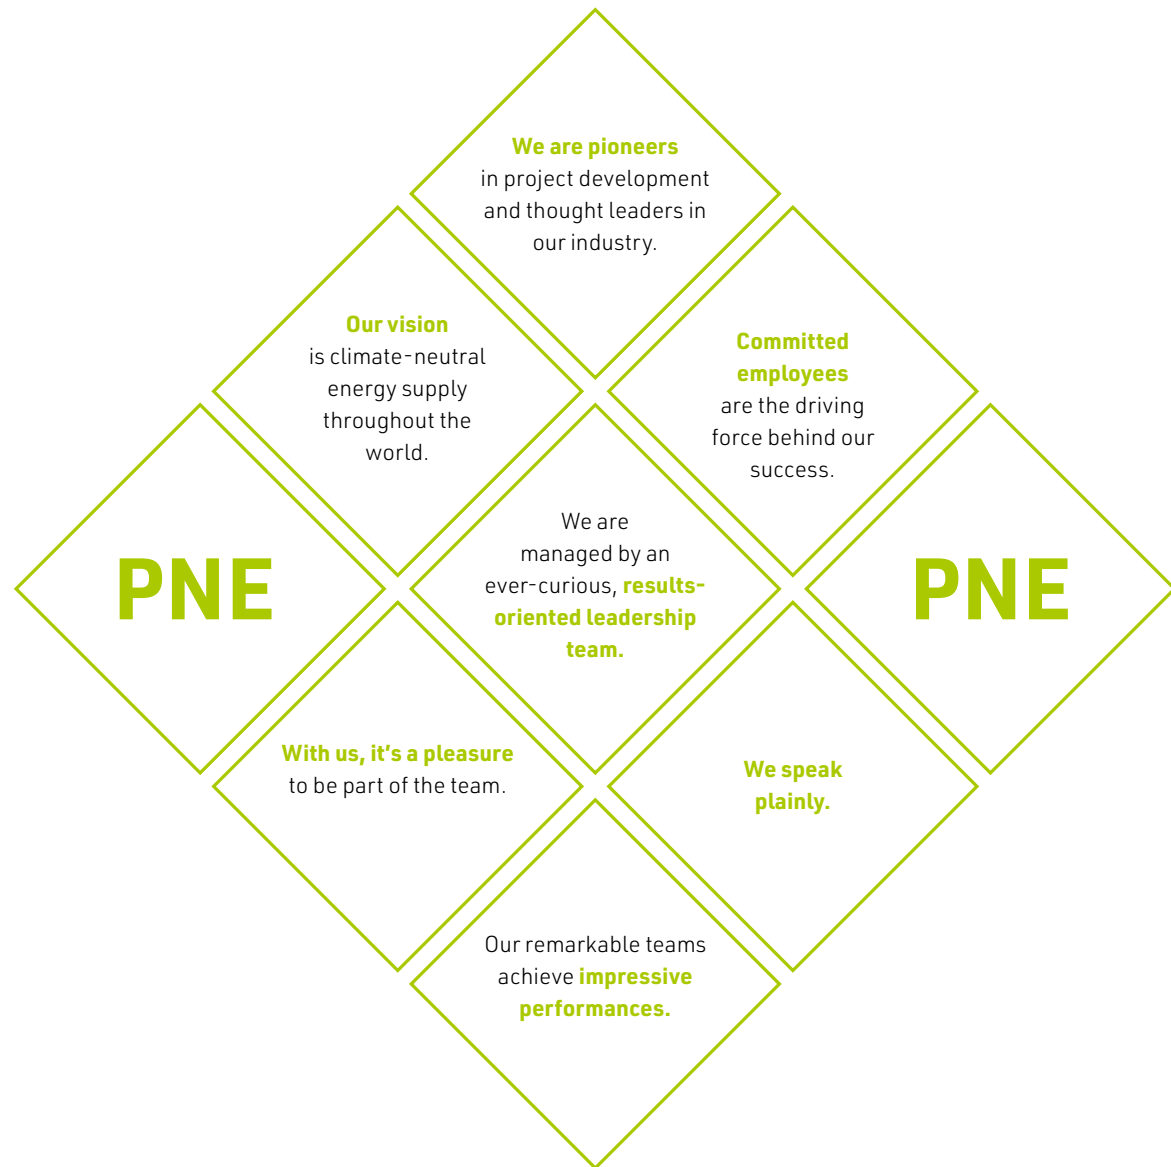 We are pioneers
in project development
and thought leaders in
our industry.
Our vision
is climate-neutral
energy supply
throughout the
world.
Committed
employees
are the driving
force behind our
success.
PNE
We are
managed by an
ever-curious, results-
oriented leadership
team.
PNE
With us, it's a pleasure
to be part of the team.
We speak
plainly.
Our remarkable teams
achieve impressive
performances.